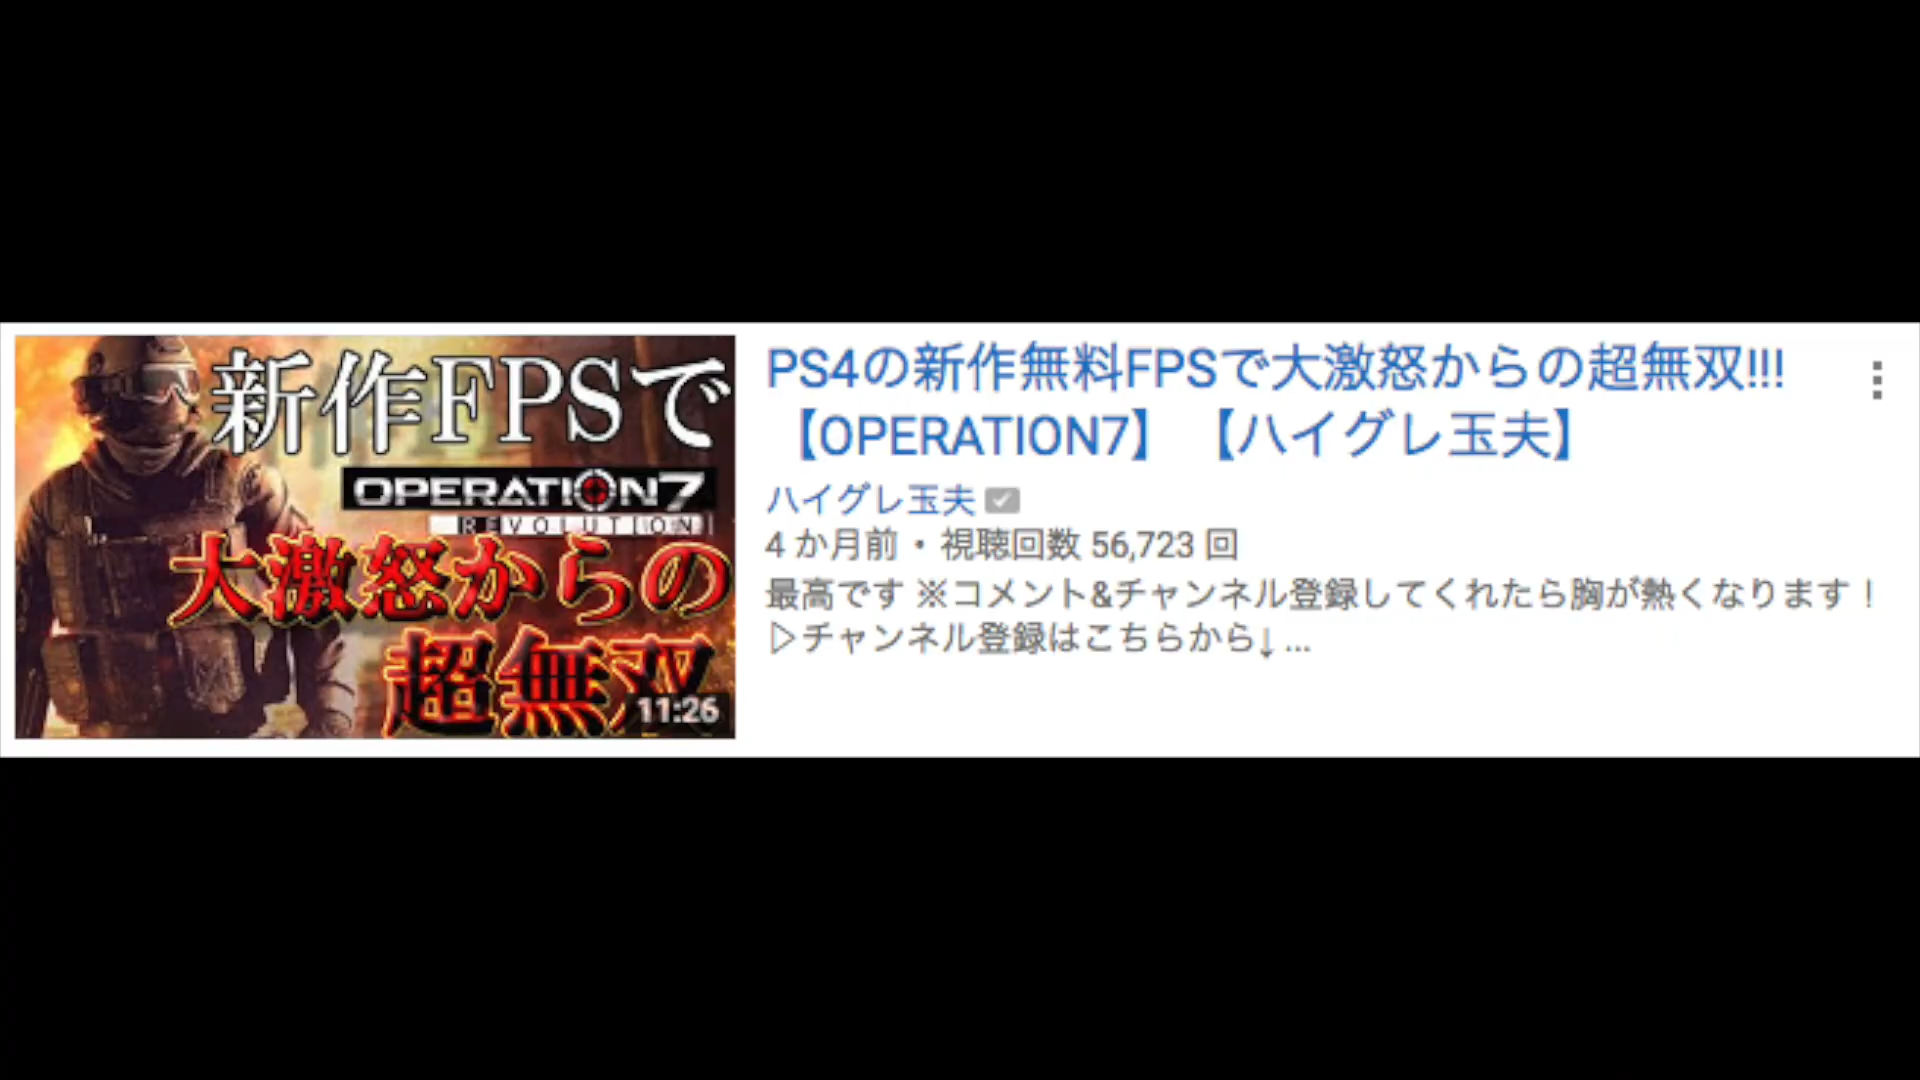 新作FPSで
OPERATION7
REVOLUTION
大激怒からの
超無双
11:26
PS4の新作無料FPSで大激怒からの超無双!!!
【OPERATION7】 【ハイグレ玉夫】
ハイグレ玉夫
4 か月前 • 視聴回数 56,723 回
最高です ※コメント&チャンネル登録してくれたら胸が熱くなります！
▷チャンネル登録はこちらから↓ ...